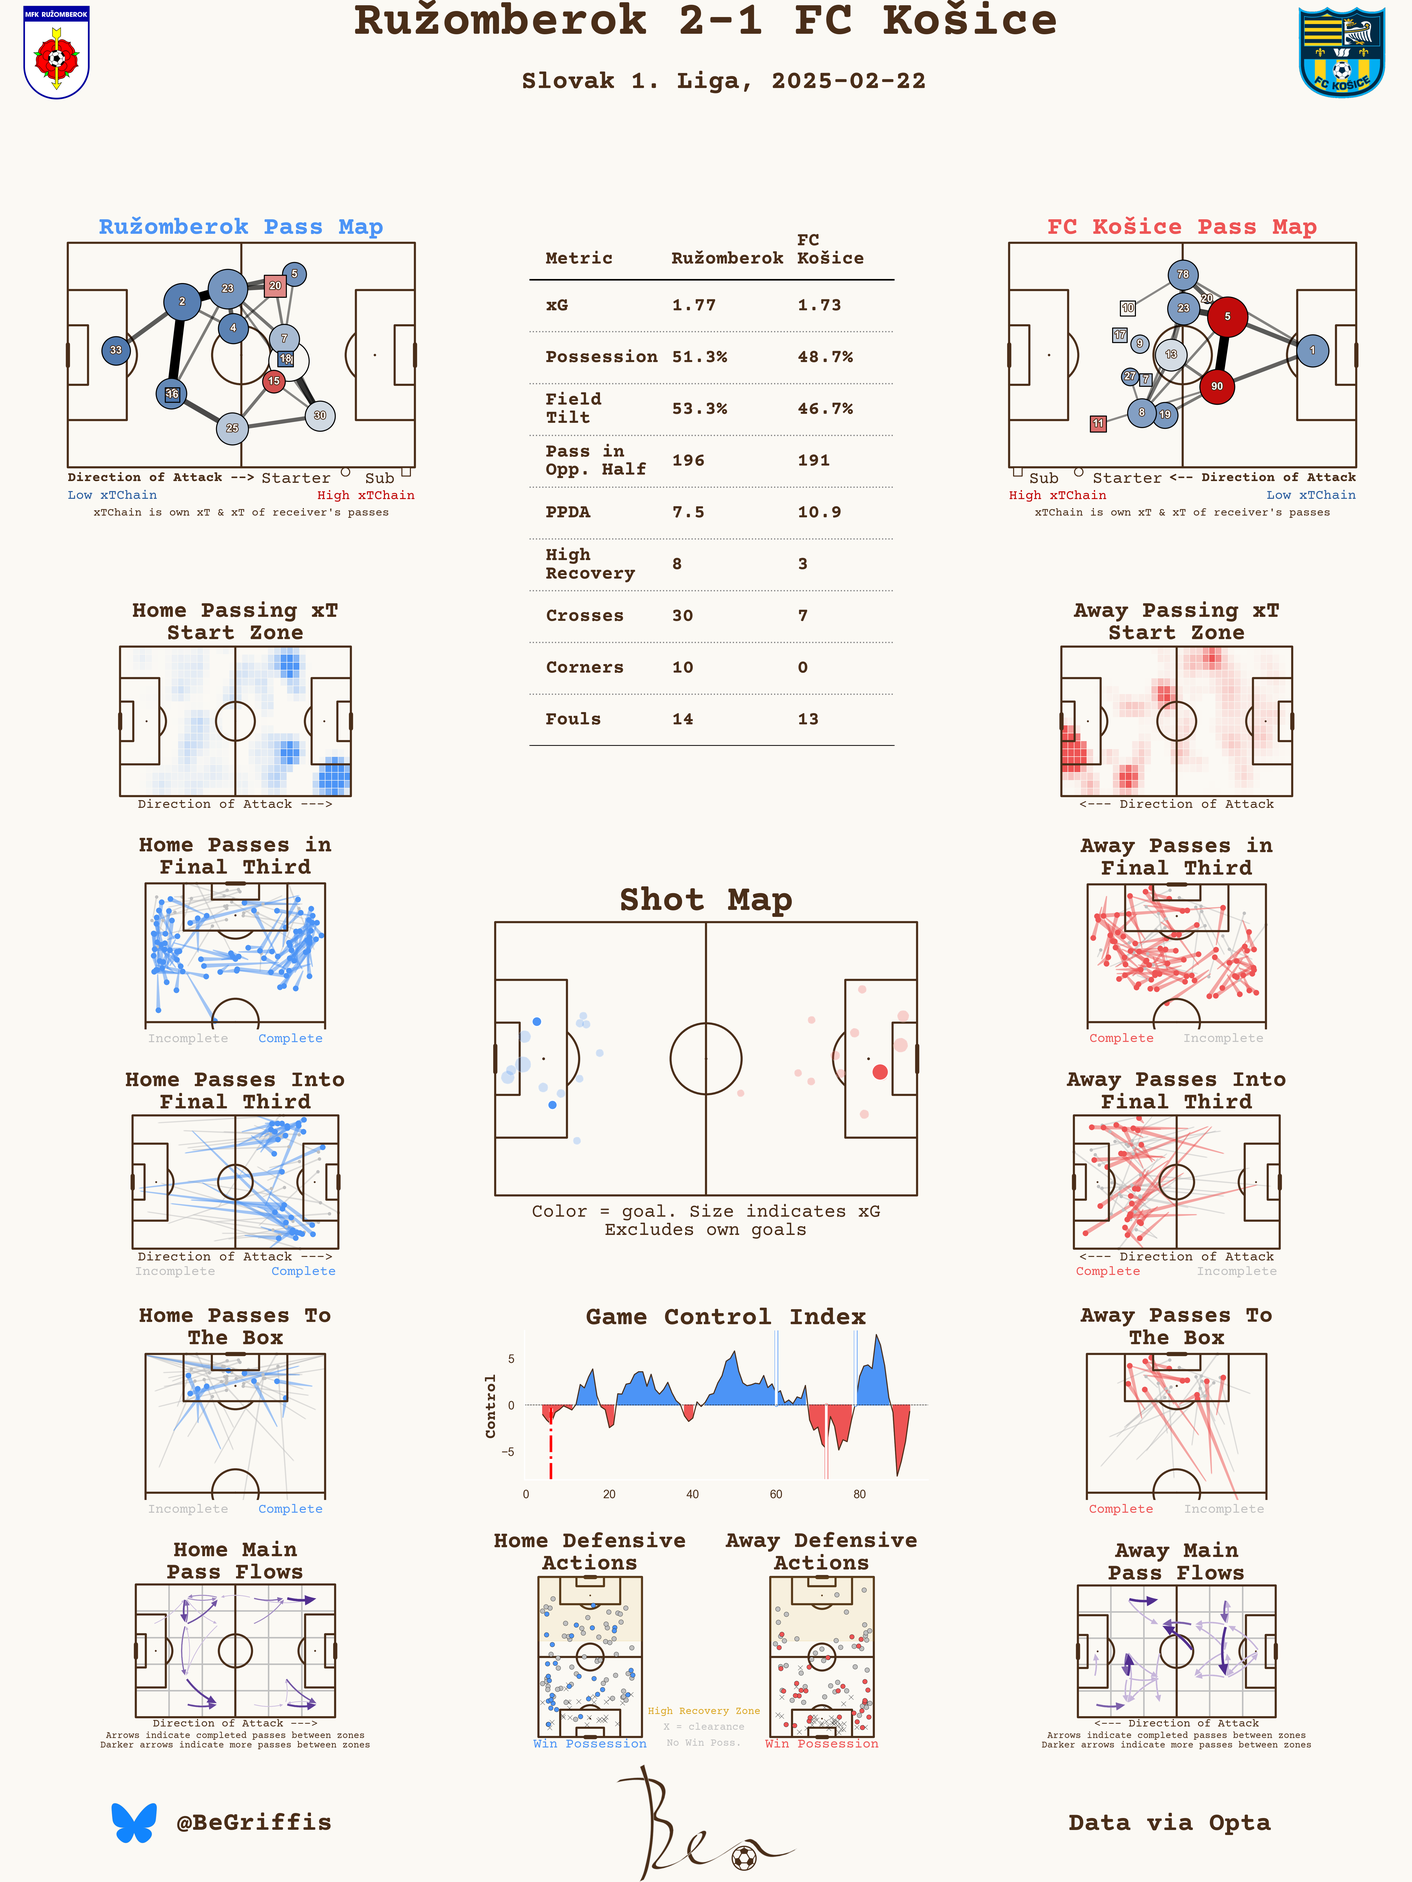 Ružomberok 2-1 FC Košice
Slovak 1. Liga, 2025-02-22
MFK RUŽOMBEROK
FC KOŠICE
Ružomberok Pass Map
33
2
23
4
5
20
7
18
15
16
25
30
Direction of Attack --> Starter Sub
Low xTChain High xTChain
xTChain is own xT & xT of receiver's passes
Metric Ružomberok FC Košice
xG 1.77 1.73
Possession 51.3% 48.7%
Field Tilt 53.3% 46.7%
Pass in Opp. Half 196 191
PPDA 7.5 10.9
High Recovery 8 3
Crosses 30 7
Corners 10 0
Fouls 14 13
FC Košice Pass Map
78
20
10
23
5
17
9
13
1
27
7
90
8
19
11
Sub Starter <-- Direction of Attack
High xTChain Low xTChain
xTChain is own xT & xT of receiver's passes
Home Passing xT
Start Zone
Direction of Attack --->
Away Passing xT
Start Zone
<--- Direction of Attack
Home Passes in
Final Third
Incomplete Complete
Away Passes in
Final Third
Complete Incomplete
Shot Map
Color = goal. Size indicates xG
Excludes own goals
Home Passes Into
Final Third
Direction of Attack --->
Incomplete Complete
Away Passes Into
Final Third
<--- Direction of Attack
Complete Incomplete
Home Passes To
The Box
Incomplete Complete
Game Control Index
Control
5
0
−5
0 20 40 60 80
Away Passes To
The Box
Complete Incomplete
Home Main
Pass Flows
Direction of Attack --->
Arrows indicate completed passes between zones
Darker arrows indicate more passes between zones
Home Defensive
Actions
Win Possession
High Recovery Zone
X = clearance
No Win Poss.
Away Defensive
Actions
Win Possession
Away Main
Pass Flows
<--- Direction of Attack
Arrows indicate completed passes between zones
Darker arrows indicate more passes between zones
@BeGriffis
Ben
Data via Opta